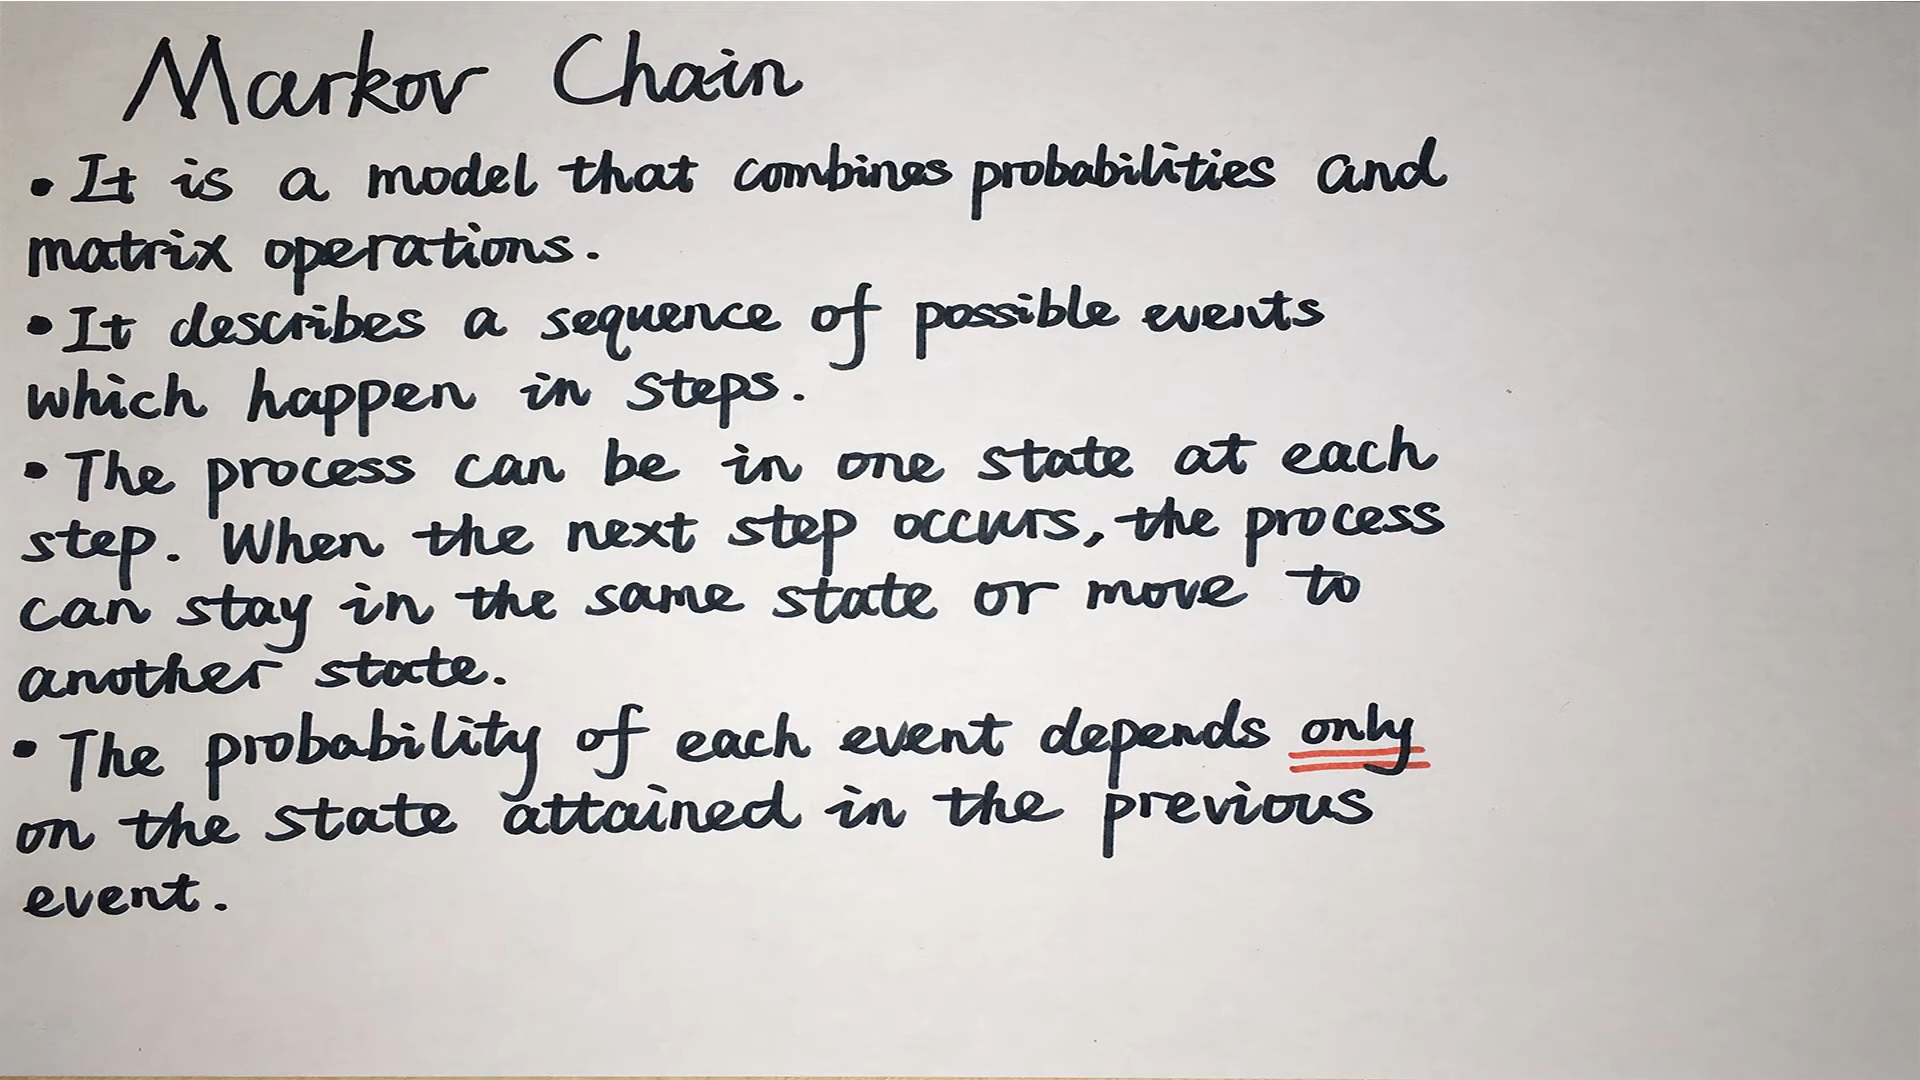 Markov Chain
• It is a model that combines probabilities and
matrix operations.
• It describes a sequence of possible events
which happen in steps.
• The process can be in one state at each
step. When the next step occurs, the process
can stay in the same state or move to
another state.
• The probability of each event depends only
on the state attained in the previous
event.